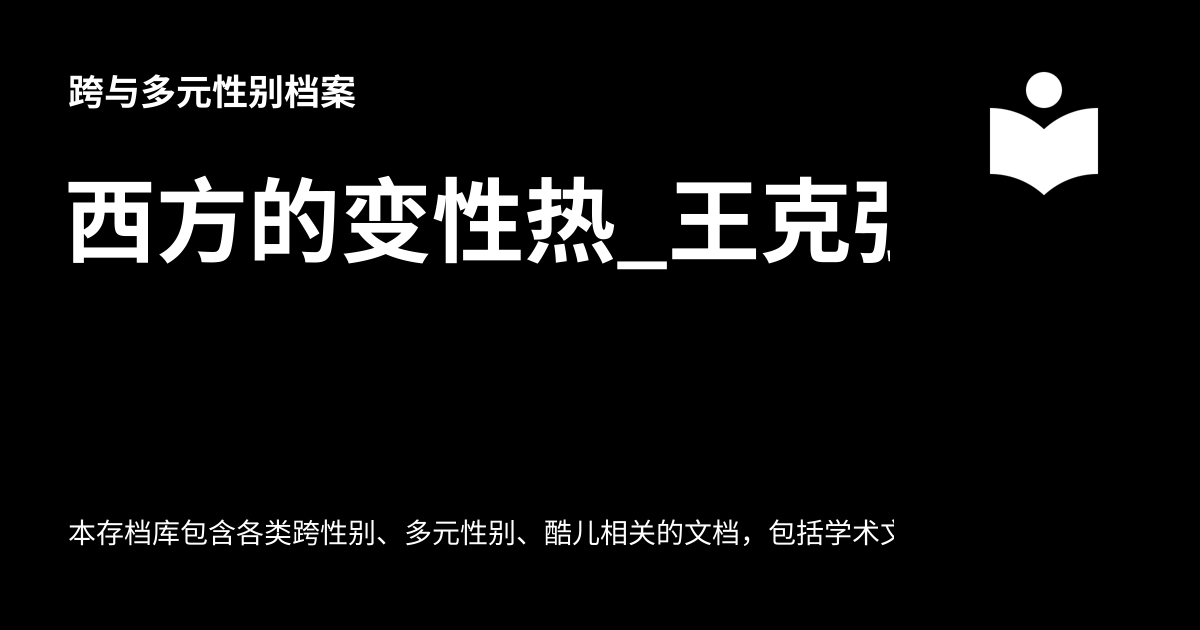 跨与多元性别档案
西方的变性热_王克
本存档库包含各类跨性别、多元性别、酷儿相关的文档，包括学术